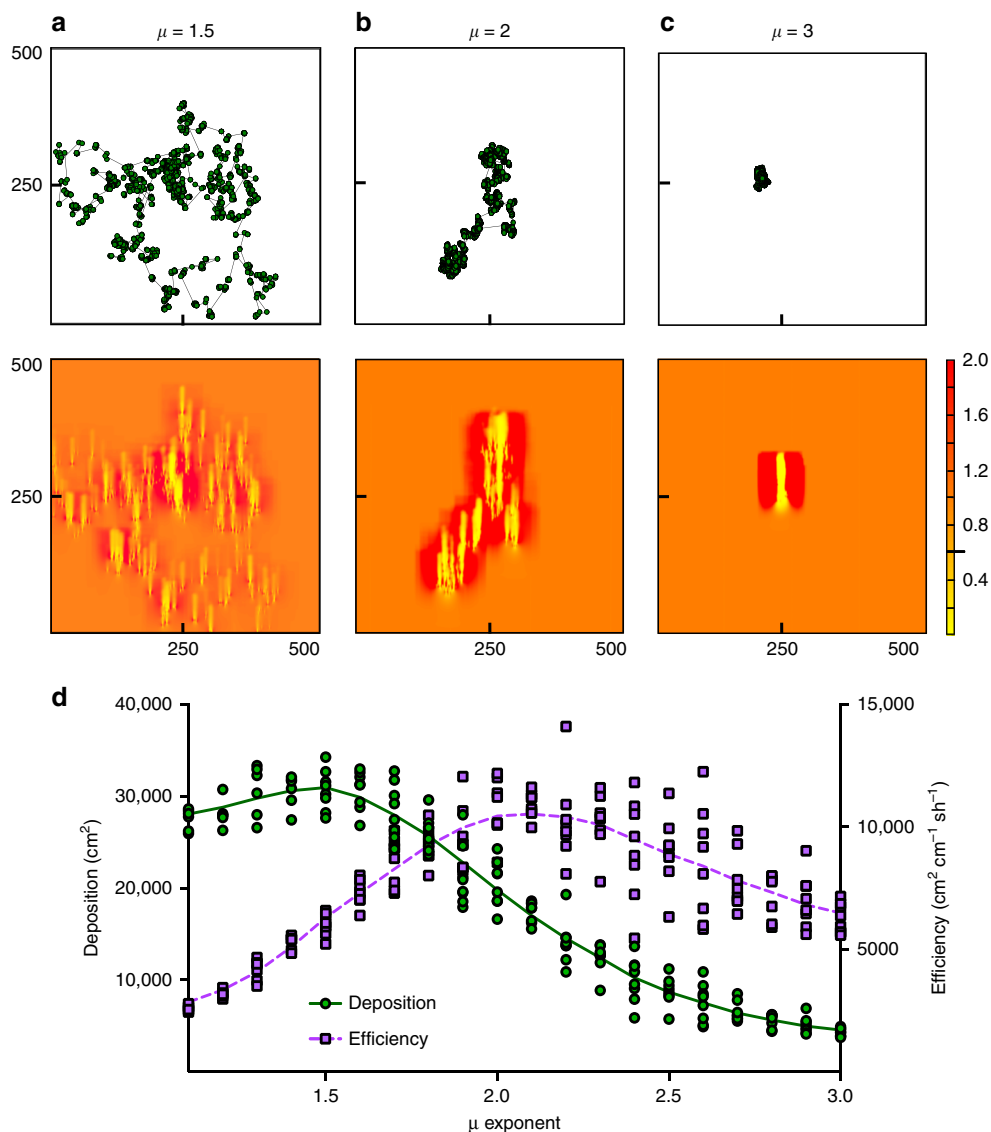 a
μ = 1.5
b
μ = 2
c
μ = 3
500
250
500
250
2.0
1.6
1.2
0.8
0.4
250
500
250
500
250
500
d
40,000
30,000
20,000
10,000
Deposition (cm²)
15,000
10,000
5000
Efficiency (cm² cm⁻¹ sh⁻¹)
Deposition
Efficiency
1.5
2.0
2.5
3.0
μ exponent